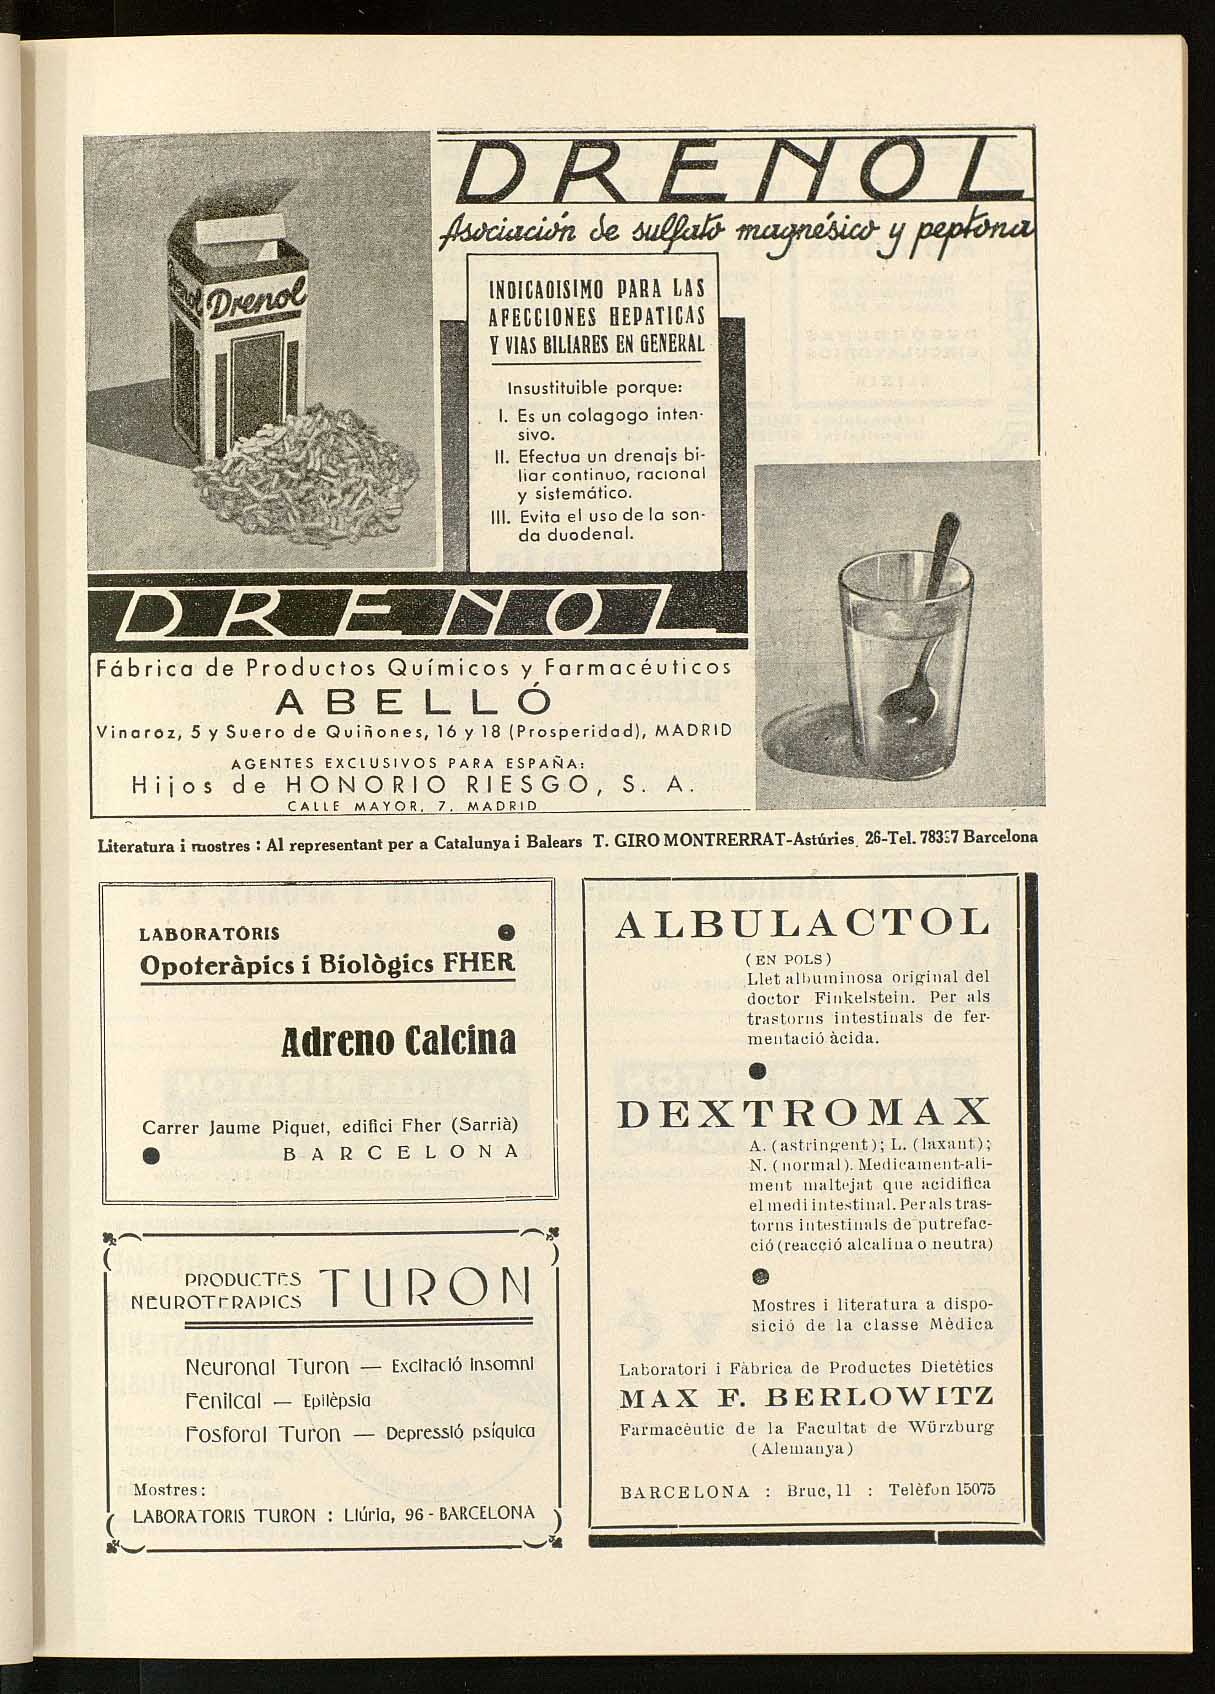 DRENOL
Asociación de sulfato magnésico y peptona
Drenol
INDICADISIMO PARA LAS
AFECCIONES HEPATICAS
Y VIAS BILIARES EN GENERAL
Insustituible porque:
I. Es un colagogo inten-
sivo.
II. Efectua un drenajs bi-
liar continuo, racional
y sistemático.
III. Evita el uso de la son-
da duodenal.
DRENOL
Fábrica de Productos Químicos y Farmacéuticos
ABELLÓ
Vinaroz, 5 y Suero de Quiñones, 16 y 18 (Prosperidad), MADRID
AGENTES EXCLUSIVOS PARA ESPAÑA:
Hijos de HONORIO RIESGO, S. A.
CALLE MAYOR, 7, MADRID
Literatura i mostres : Al representant per a Catalunya i Balears T. GIRO MONTRERRAT-Astúries, 26-Tel. Barcelona
LABORATORIS
Opoteràpics i Biològics FHER
Adreno Calcina
Carrer Jaume Piquet, edifici Fher (Sarrià)
BARCELONA
PRODUCTES
NEUROTERAPICS
TURON
Neuronal Turon — Excitació insomni
Fenilcal — Epilèpsia
Fosforal Turon — Depressió psíquica
Mostres:
LABORATORIS TURON : Llúria, 96 - BARCELONA
ALBULACTOL
(EN POLS)
Llet albuminosa original del
doctor Finkelstein. Per als
trastorns intestinals de fer-
mentació àcida.
DEXTROMAX
A. (astringent); L. (laxant);
N. (normal). Medicament-ali-
ment maltejat que acidifica
el medi intestinal. Per als tras-
torns intestinals de putrefac-
ció (reacció alcalina o neutra)
Mostres i literatura a dispo-
sició de la classe Mèdica
Laboratori i Fàbrica de Productes Dietètics
MAX F. BERLOWITZ
Farmacèutic de la Facultat de Würzburg
(Alemanya)
BARCELONA : Bruc, 11 : Telèfon 15075